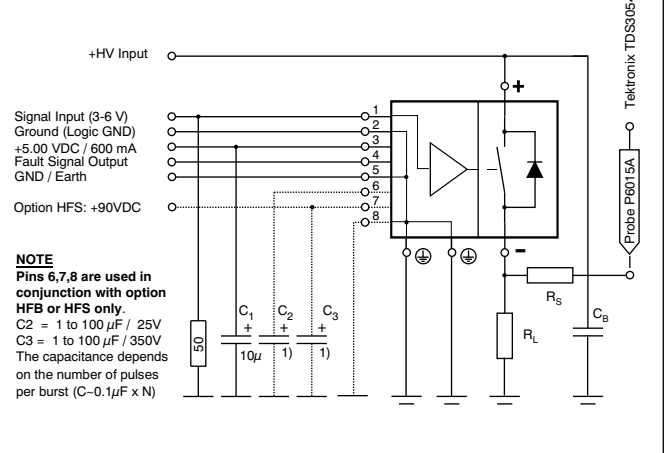 +HV Input
Tektronix TDS3054
+
Signal Input (3-6 V)
1
Ground (Logic GND)
2
+5.00 VDC / 600 mA
3
Fault Signal Output
4
GND / Earth
5
6
Option HFS: +90VDC
7
8
Probe P6015A
-
NOTE
Pins 6,7,8 are used in
conjunction with option
HFB or HFS only.
C2 = 1 to 100 µF / 25V
C3 = 1 to 100 µF / 350V
The capacitance depends
on the number of pulses
per burst (C~0.1µF x N)
50
C1
+
10µ
C2
+
1)
C3
+
1)
RS
RL
CB